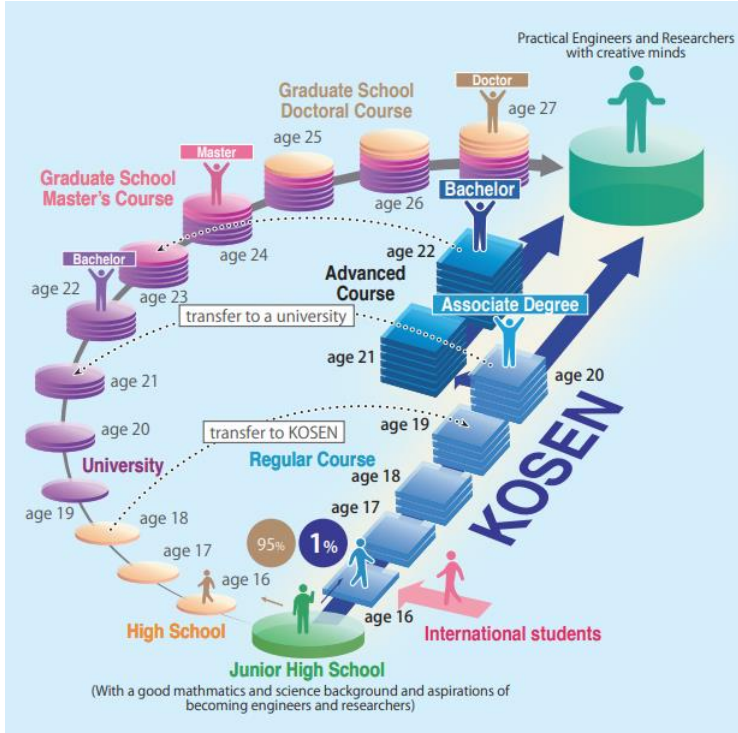 Practical Engineers and Researchers
with creative minds
Graduate School
Doctoral Course
Doctor
age 27
age 25
age 26
Master
Graduate School
Master's Course
age 24
Bachelor
age 22
Advanced
Course
Bachelor
age 22
age 23
transfer to a university
Associate Degree
age 21
age 21
age 20
age 20
age 19
transfer to KOSEN
University
Regular Course
KOSEN
age 18
age 19
age 18
age 17
age 17
95%
1%
age 16
age 16
High School
International students
Junior High School
(With a good mathmatics and science background and aspirations of
becoming engineers and researchers)